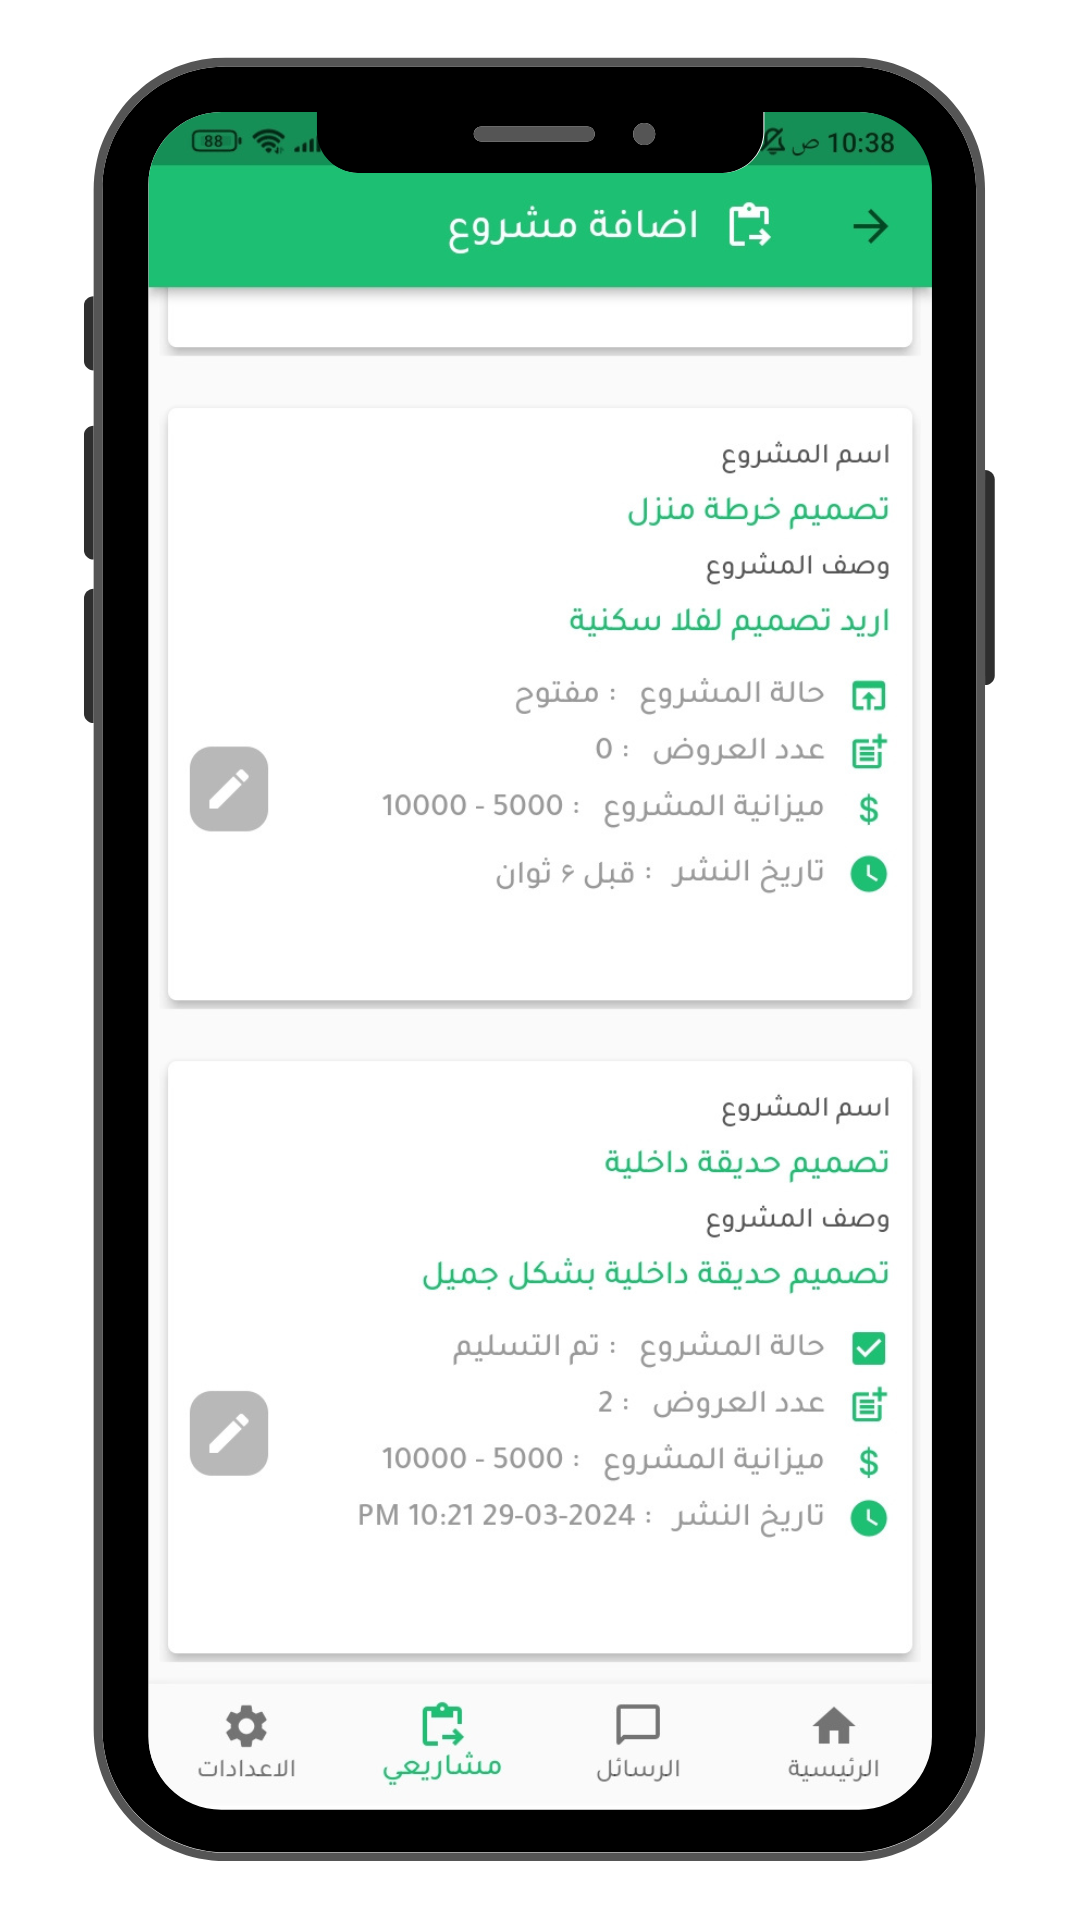 10:38 ص
88
اضافة مشروع
اسم المشروع
تصميم خرطة منزل
وصف المشروع
اريد تصميم لفلا سكنية
حالة المشروع : مفتوح
عدد العروض : 0
ميزانية المشروع : 5000 - 10000
تاريخ النشر : قبل ۶ ثوان
اسم المشروع
تصميم حديقة داخلية
وصف المشروع
تصميم حديقة داخلية بشكل جميل
حالة المشروع : تم التسليم
عدد العروض : 2
ميزانية المشروع : 5000 - 10000
تاريخ النشر : 29-03-2024 10:21 PM
الرئيسية
الرسائل
مشاريعي
الاعدادات